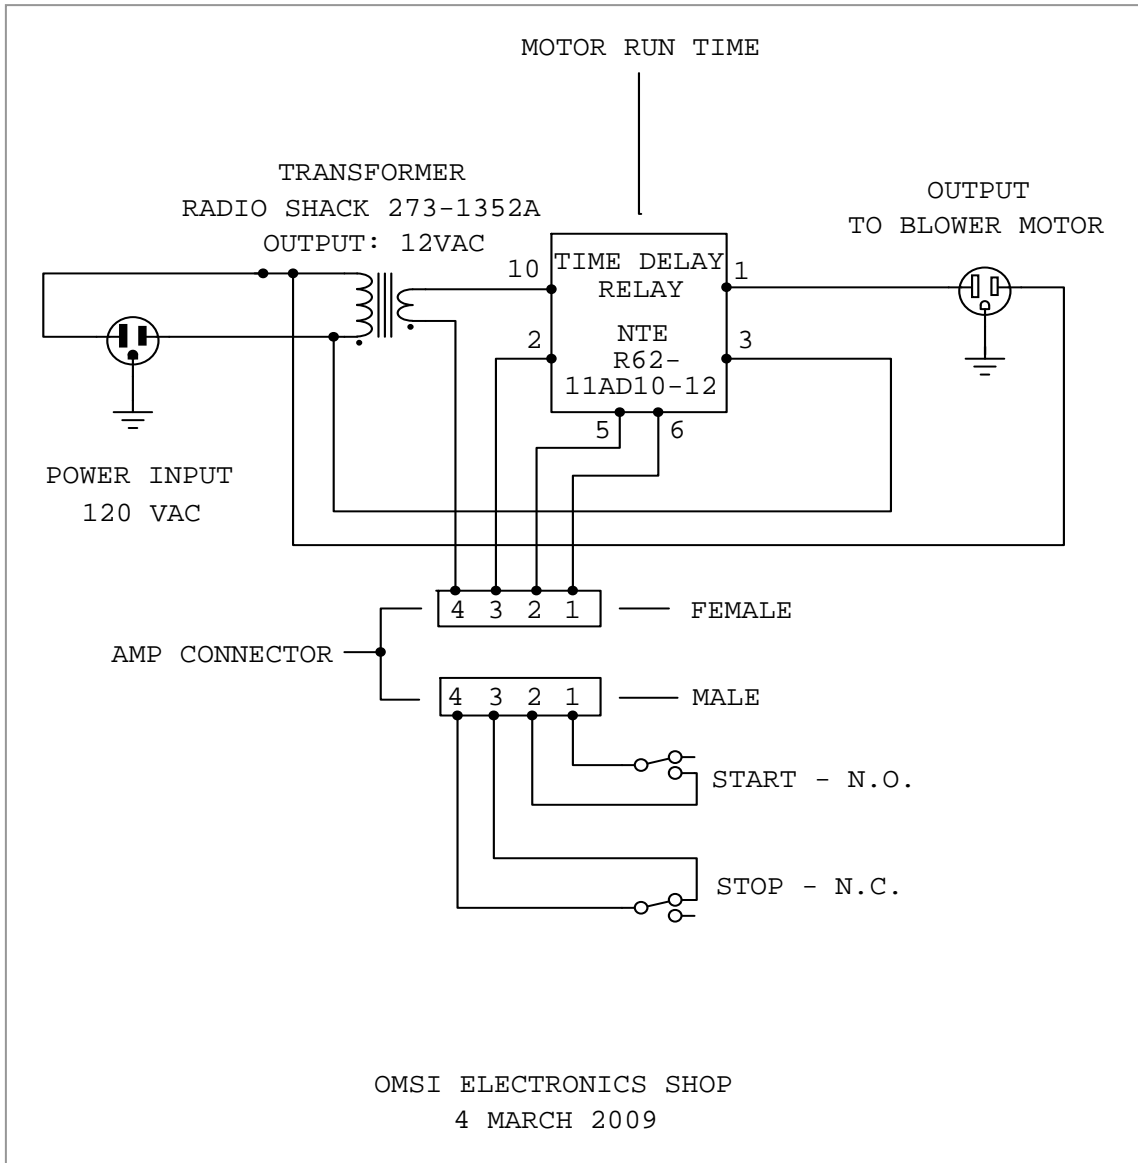 MOTOR RUN TIME
TRANSFORMER
RADIO SHACK 273-1352A
OUTPUT: 12VAC
OUTPUT
TO BLOWER MOTOR
10
TIME DELAY
RELAY
1
2
NTE
R62-
11AD10-12
3
5
6
POWER INPUT
120 VAC
4 3 2 1
FEMALE
AMP CONNECTOR
4 3 2 1
MALE
START - N.O.
STOP - N.C.
OMSI ELECTRONICS SHOP
4 MARCH 2009